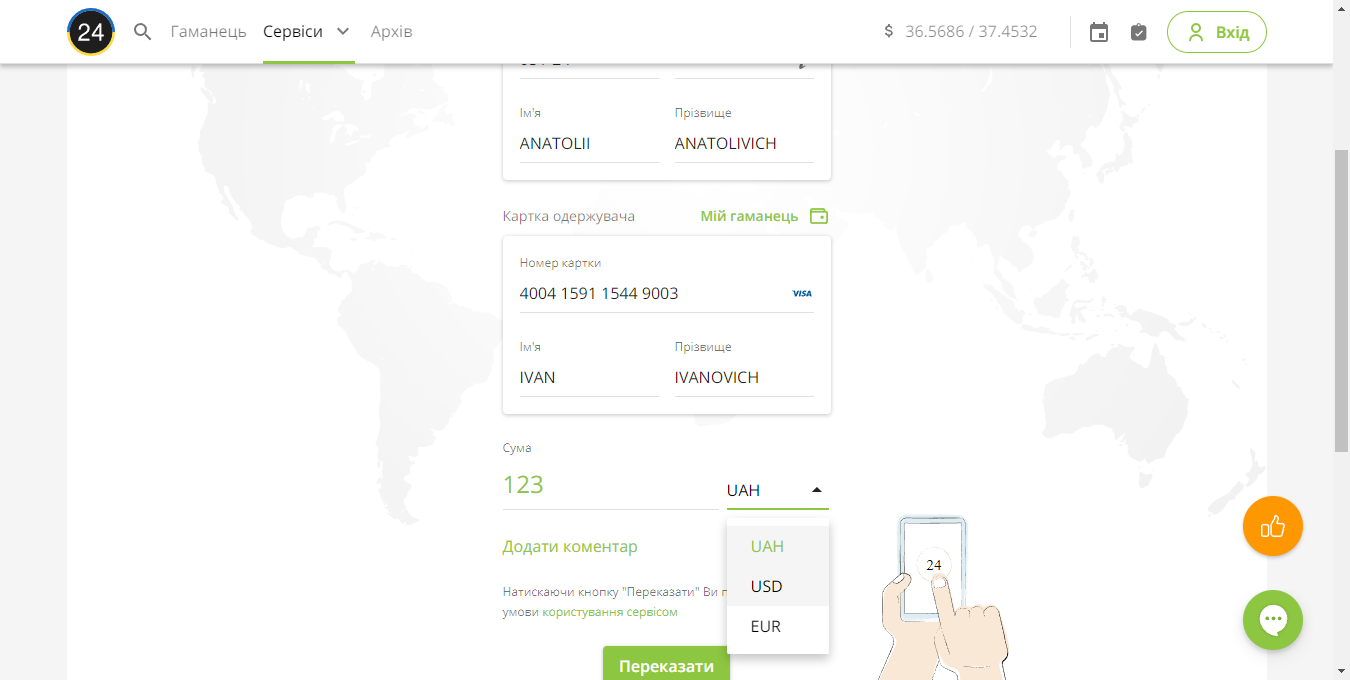 24
Гаманець
Сервіси
Архів
$ 36.5686 / 37.4532
Вхід
Ім'я
Прізвище
ANATOLII
ANATOLIVICH
Картка одержувача
Мій гаманець
Номер картки
4004 1591 1544 9003
VISA
Ім'я
Прізвище
IVAN
IVANOVICH
Сума
123
UAH
UAH
USD
EUR
Додати коментар
Натискаючи кнопку "Переказати" Ви
умови користування сервісом
Переказати
24